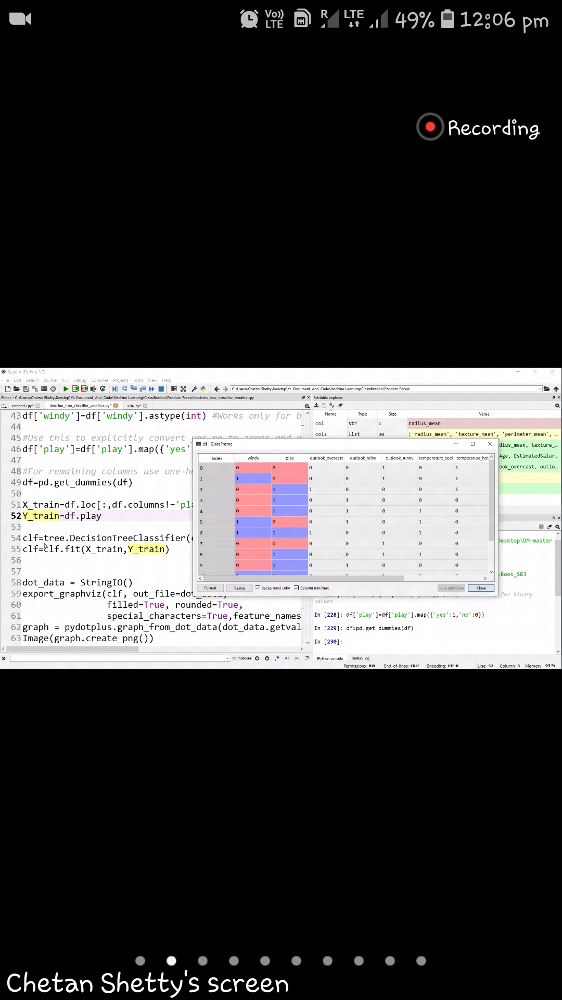 Vo)) LTE R LTE 49% 12:06 pm
Recording
Spyder (Python 3.7)
File Edit Search Source Run Debug Consoles Projects Tools View Help
C:\Users\Chetan Shetty\Desktop\ML Document_And_Code\Machine Learning\Classification\Random Forest
Editor - C:\Users\Chetan Shetty\Desktop\ML Document_And_Code\Machine Learning\Classification\Random Forest\decision_tree_classifier_weather.py
untitled3.py* decision_tree_classifier_weather.py* KNN.py*
43 df['windy']=df['windy'].astype(int) #Works only for b
44
45 #Use this to explicitly convert yes no to zeroes and o
46 df['play']=df['play'].map({'yes'
47
48 #For remaining columns use one-h
49 df=pd.get_dummies(df)
50
51 X_train=df.loc[:,df.columns!='pla
52 Y_train=df.play
53
54 clf=tree.DecisionTreeClassifier(
55 clf=clf.fit(X_train,Y_train)
56
57
58 dot_data = StringIO()
59 export_graphviz(clf, out_file=dot_data,
60 filled=True, rounded=True,
61 special_characters=True,feature_names
62 graph = pydotplus.graph_from_dot_data(dot_data.getval
63 Image(graph.create_png())
no matches .* Aa
Variable explorer
Name Type Size Value
col str 1 radius_mean
cols list 30 ['radius_mean', 'texture_mean', 'perimeter_mean', ...
dius_mean, texture_...
Age, EstimatedSalar...
ook_overcast, outlo...
df - DataFrame
Index windy play outlook_overcast outlook_rainy outlook_sunny temperature_cool temperature_hot
0 0 0 0 0 1 0 1
1 1 0 0 0 1 0 1
2 0 1 1 0 0 0 1
3 0 1 0 1 0 0 0
4 0 1 0 1 0 1 0
5 1 0 0 1 0 1 0
6 1 1 1 0 0 1 0
7 0 0 0 0 1 0 0
8 0 1 0 0 1 1 0
9 0 1 0 1 0 0 0
Format Resize Background color Column min/max Save and Close Close
Desktop\DM-master
\Book_SBJ
for binary
values
In [228]: df['play']=df['play'].map({'yes':1,'no':0})
In [229]: df=pd.get_dummies(df)
In [230]:
IPython console History log
Permissions: RW End-of-lines: CRLF Encoding: UTF-8 Line: 52 Column: 5 Memory: 64 %
Chetan Shetty's screen